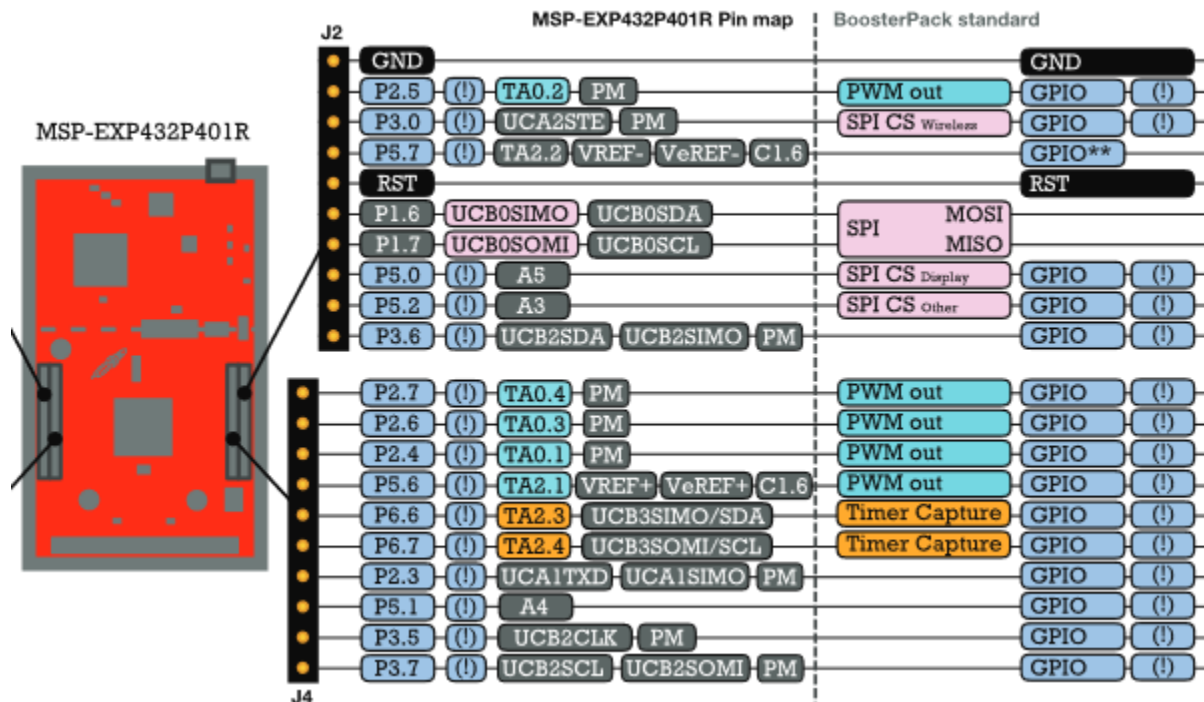 MSP-EXP432P401R Pin map BoosterPack standard
J2
MSP-EXP432P401R
GND GND
P2.5 (!) TA0.2 PM PWM out GPIO (!)
P3.0 (!) UCA2STE PM SPI CS Wireless GPIO (!)
P5.7 (!) TA2.2 VREF- VeREF- C1.6 GPIO**
RST RST
P1.6 UCB0SIMO UCB0SDA SPI MOSI
P1.7 UCB0SOMI UCB0SCL MISO
P5.0 (!) A5 SPI CS Display GPIO (!)
P5.2 (!) A3 SPI CS Other GPIO (!)
P3.6 (!) UCB2SDA UCB2SIMO PM GPIO (!)
P2.7 (!) TA0.4 PM PWM out GPIO (!)
P2.6 (!) TA0.3 PM PWM out GPIO (!)
P2.4 (!) TA0.1 PM PWM out GPIO (!)
P5.6 (!) TA2.1 VREF+ VeREF+ C1.6 PWM out GPIO (!)
P6.6 (!) TA2.3 UCB3SIMO/SDA Timer Capture GPIO (!)
P6.7 (!) TA2.4 UCB3SOMI/SCL Timer Capture GPIO (!)
P2.3 (!) UCA1TXD UCA1SIMO PM GPIO (!)
P5.1 (!) A4 GPIO (!)
P3.5 (!) UCB2CLK PM GPIO (!)
P3.7 (!) UCB2SCL UCB2SOMI PM GPIO (!)
J4